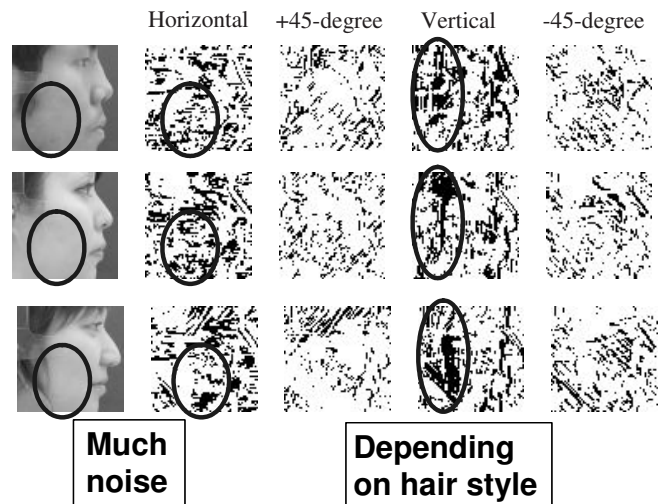 Horizontal +45-degree Vertical -45-degree
Much
noise
Depending
on hair style